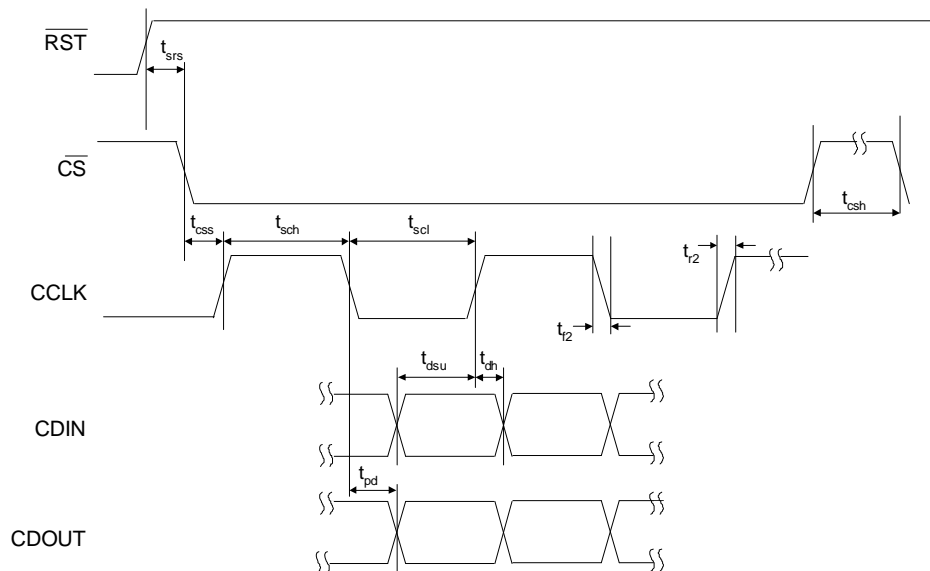 RST
t_srs
CS
t_css
t_sch
t_scl
t_csh
t_r2
CCLK
t_f2
t_dsu
t_dh
CDIN
t_pd
CDOUT